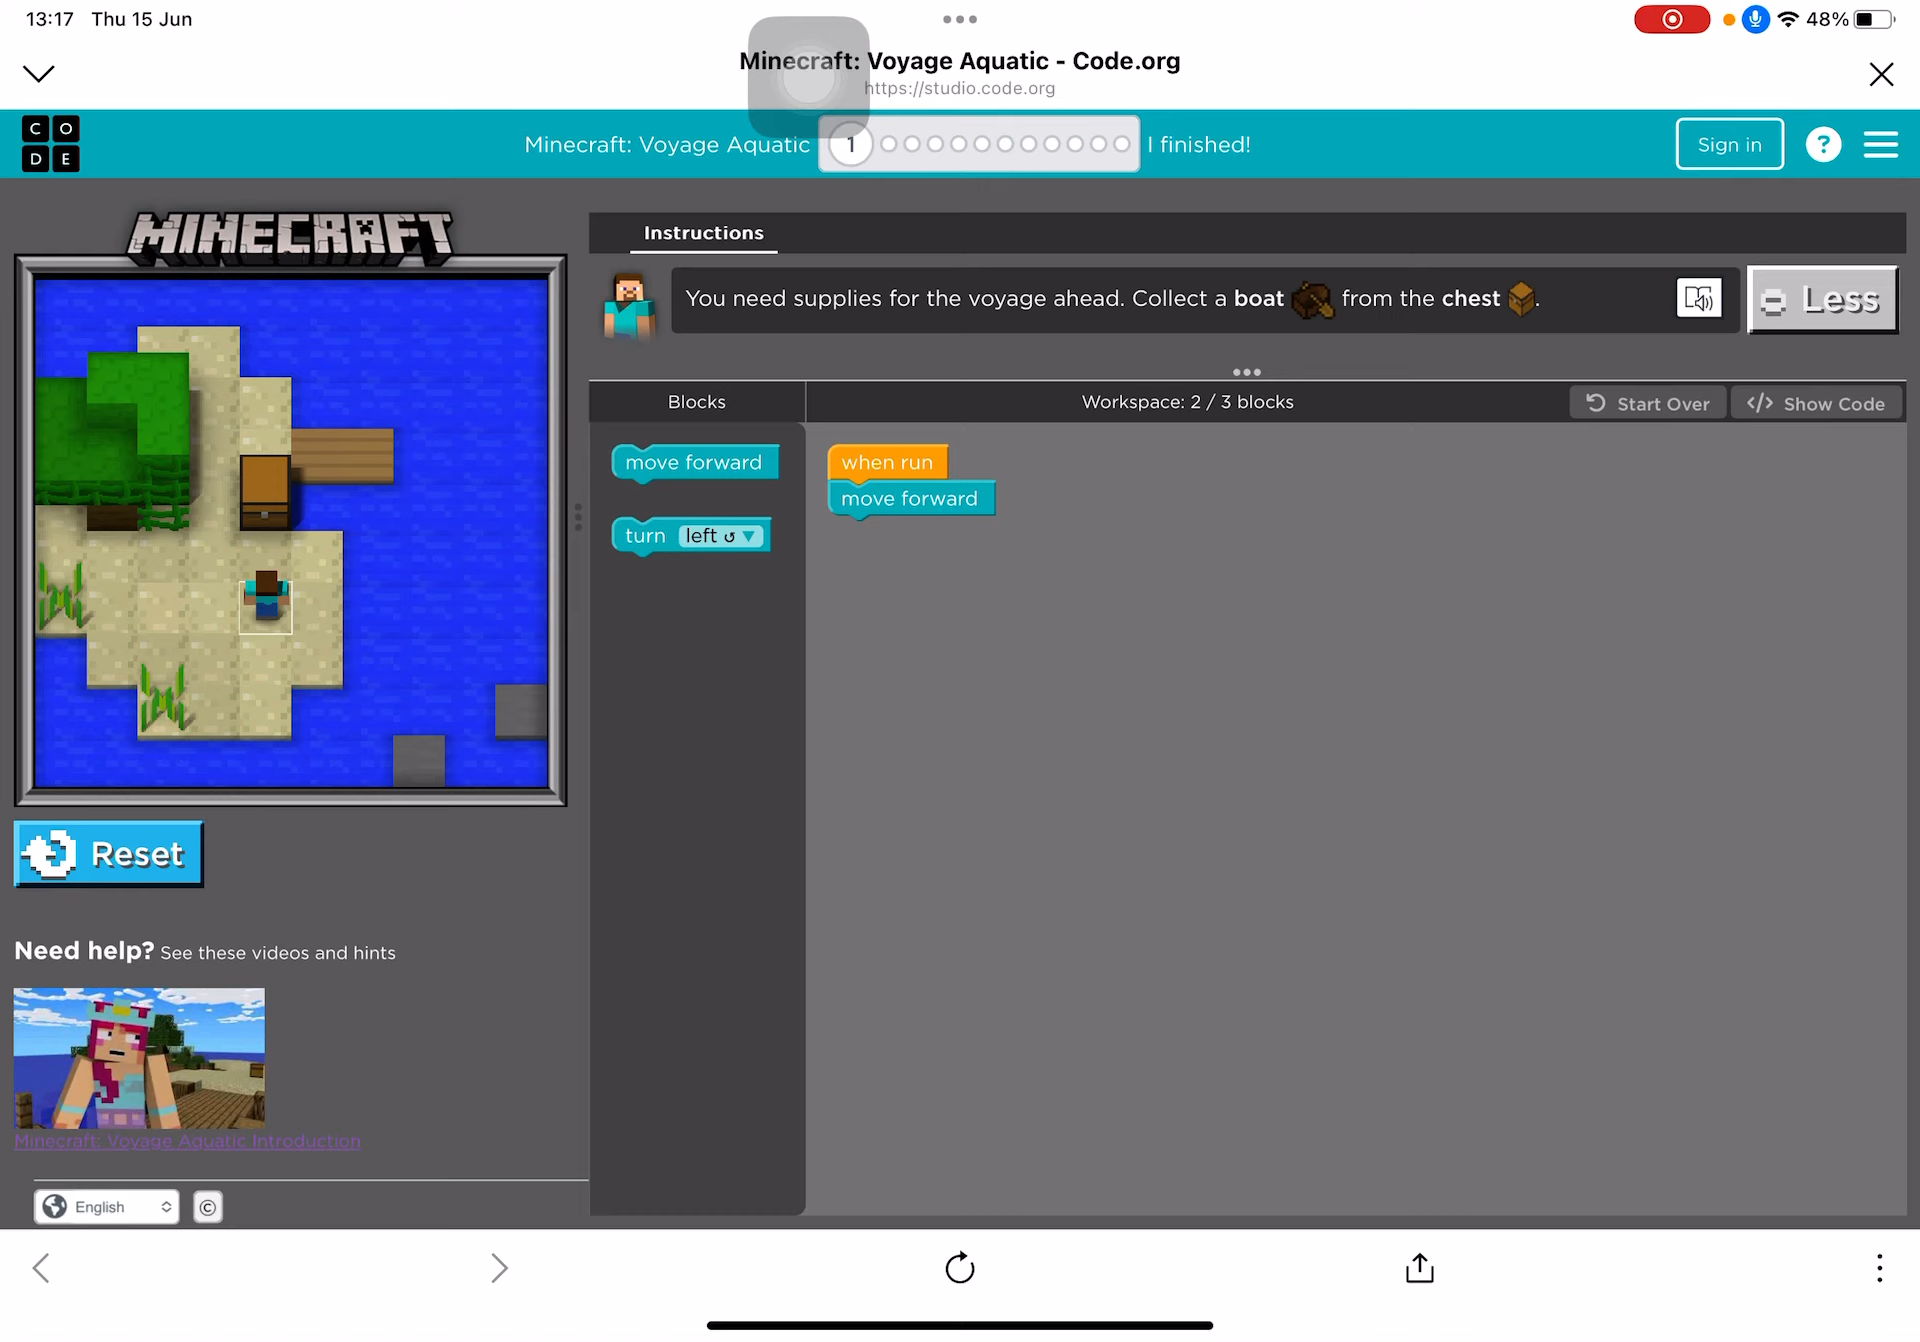 13:17 Thu 15 Jun
48%
Minecraft: Voyage Aquatic - Code.org
https://studio.code.org
C O
D E
Minecraft: Voyage Aquatic 1 I finished!
Sign in ?
MINECRAFT
Instructions
You need supplies for the voyage ahead. Collect a boat from the chest .
Less
Blocks
Workspace: 2 / 3 blocks
Start Over
</> Show Code
move forward
turn left
when run
move forward
Reset
Need help? See these videos and hints
Minecraft: Voyage Aquatic Introduction
English ©